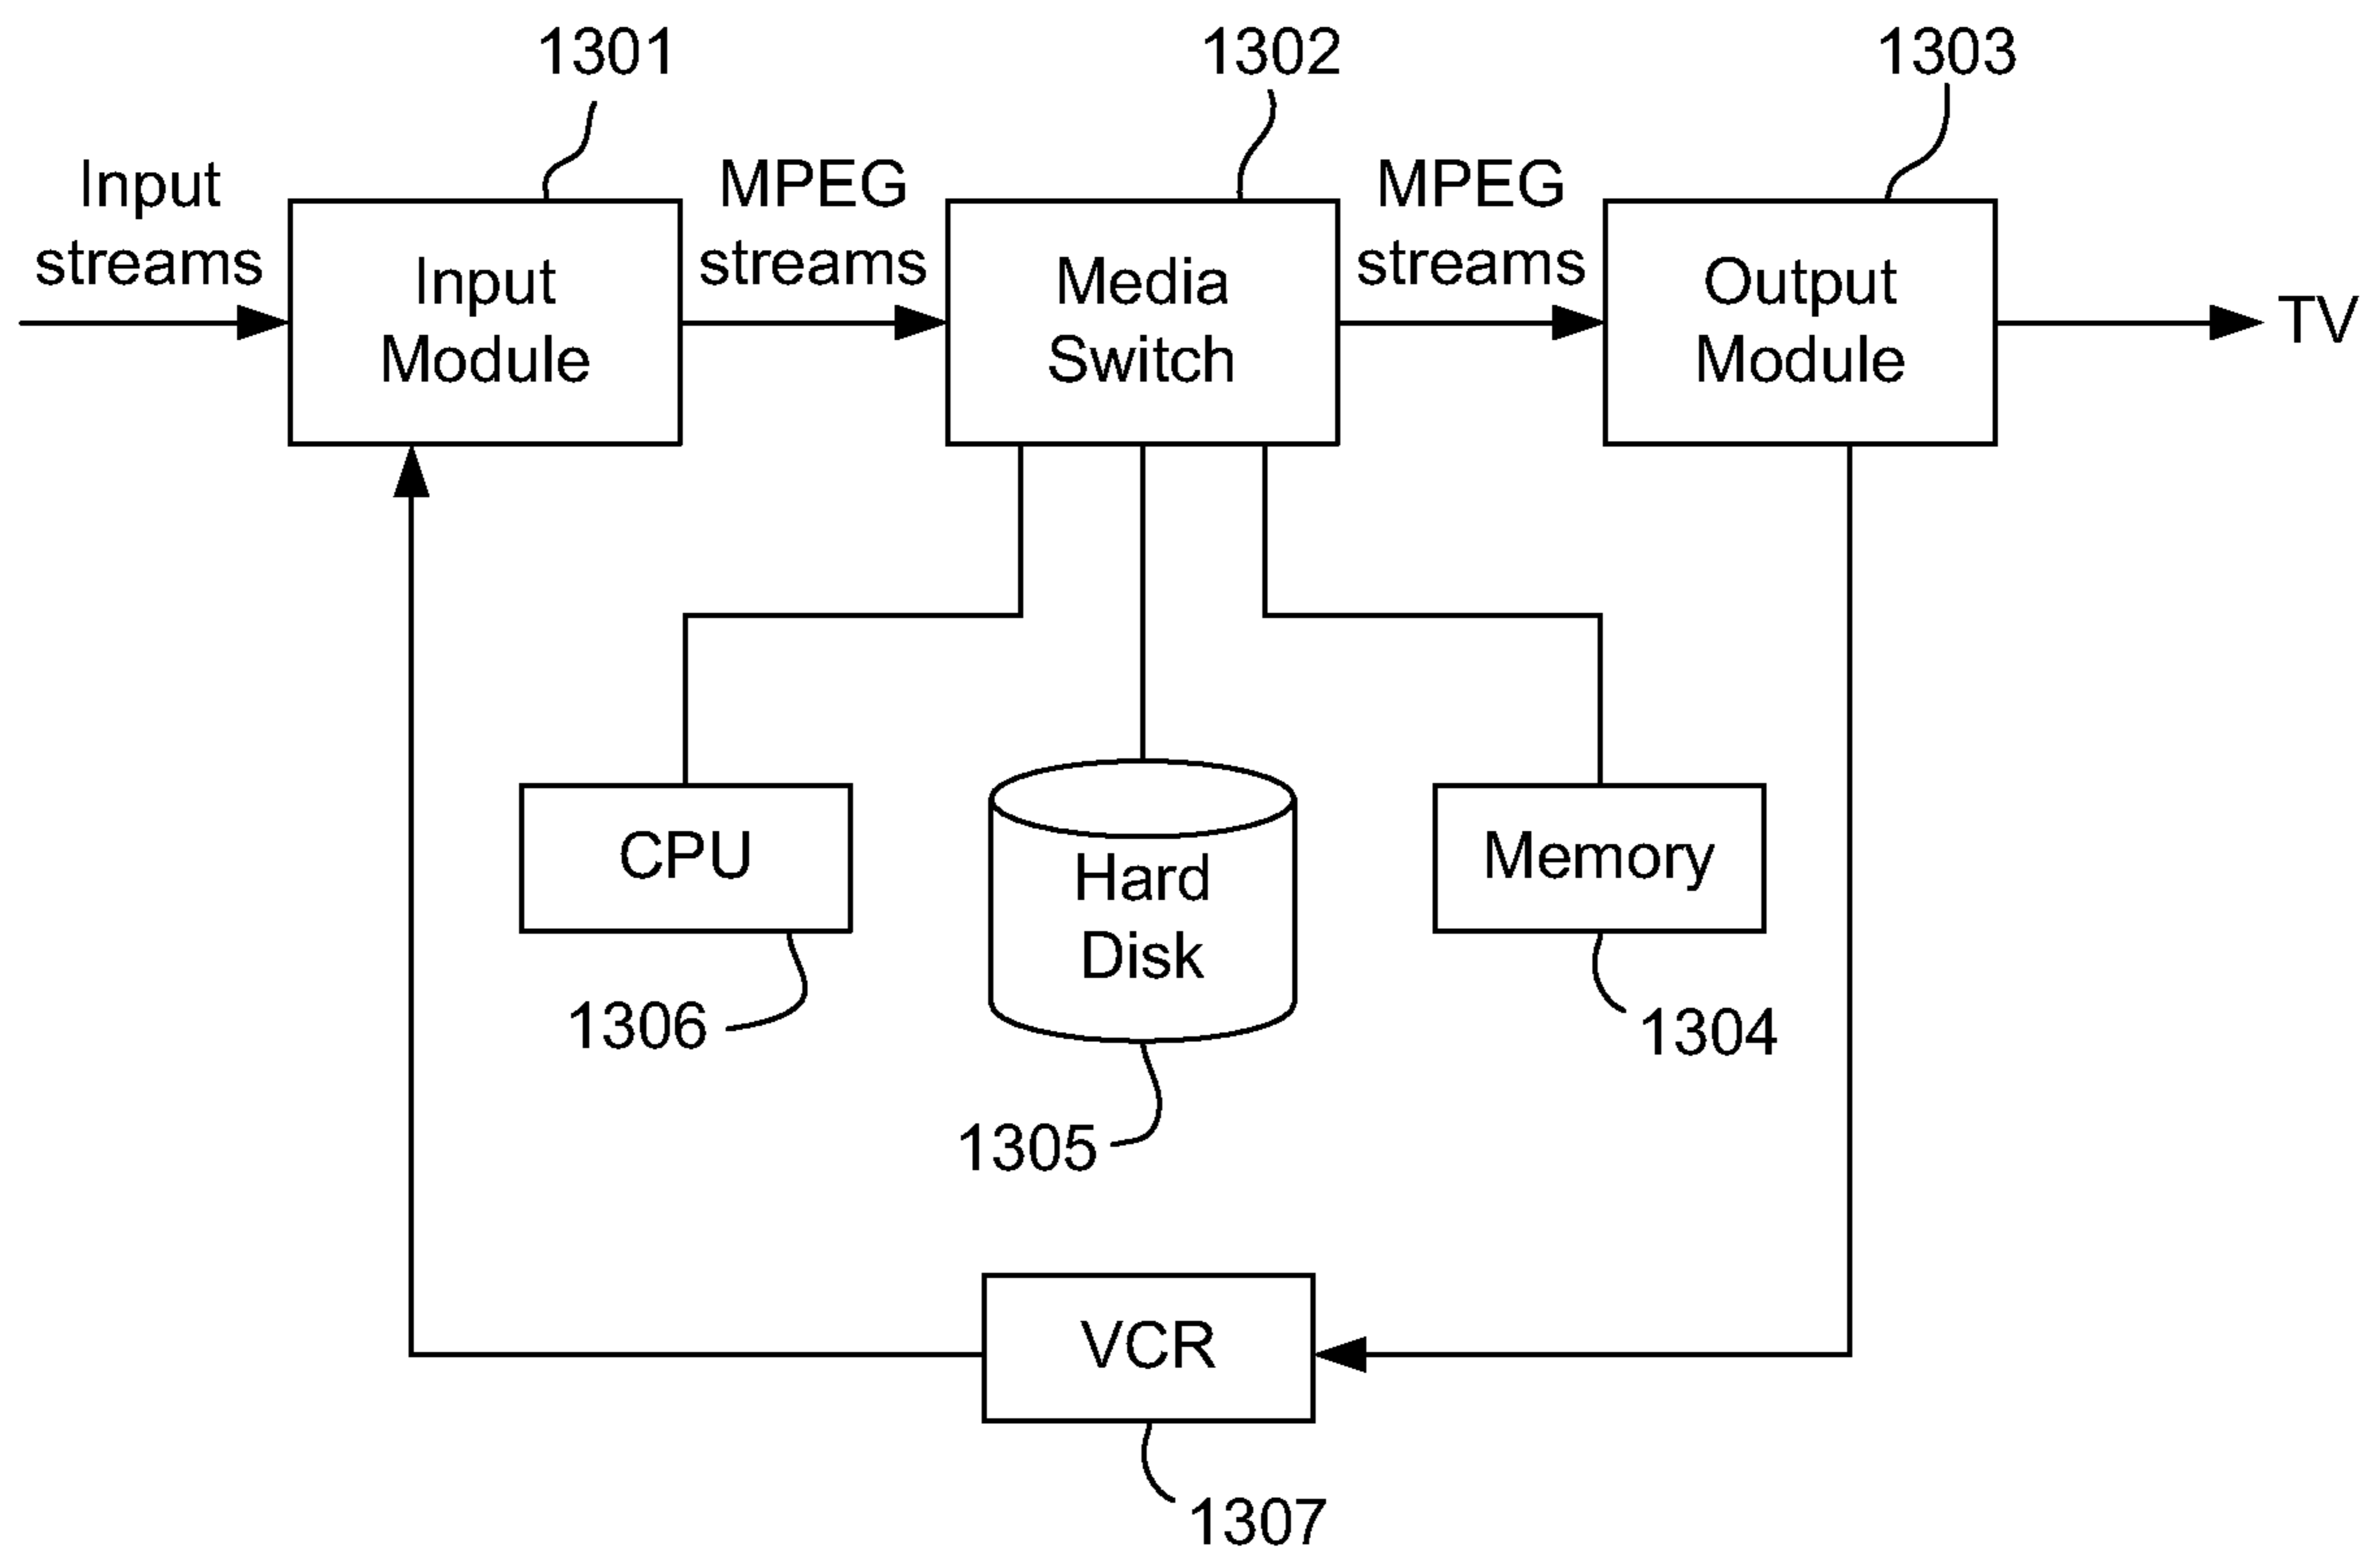 1301
1302
1303
Input
streams
MPEG
streams
MPEG
streams
Input
Module
Media
Switch
Output
Module
TV
CPU
Hard
Disk
Memory
1306
1304
1305
VCR
1307